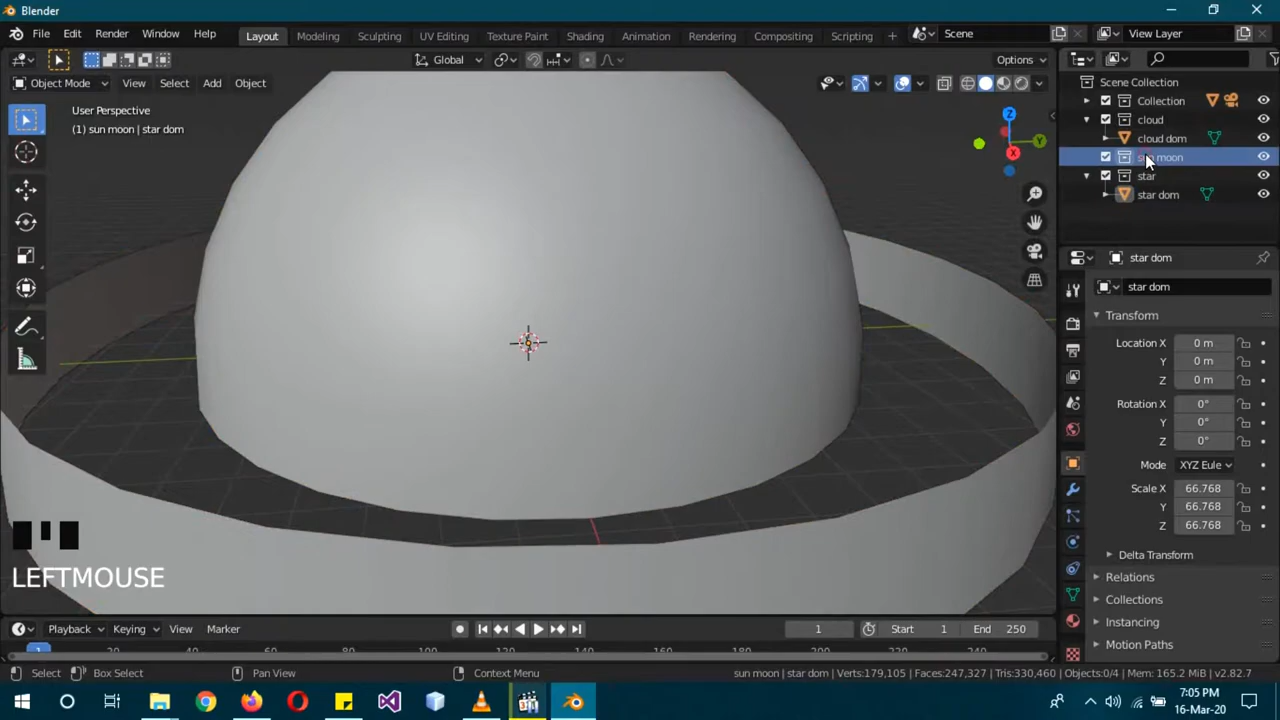 Blender
File Edit Render Window Help Layout Modeling Sculpting UV Editing Texture Paint Shading Animation Rendering Compositing Scripting + Scene View Layer
Global Options
Object Mode View Select Add Object
User Perspective
(1) sun moon | star dom
Z
Y
X
LEFTMOUSE
Scene Collection
Collection
cloud
cloud dom
sun moon
star
star dom
star dom
star dom
Transform
Location X 0 m
Y 0 m
Z 0 m
Rotation X 0°
Y 0°
Z 0°
Mode XYZ Eule
Scale X 66.768
Y 66.768
Z 66.768
Delta Transform
Relations
Collections
Instancing
Motion Paths
Playback Keying View Marker 1 Start 1 End 250
1 20
Select Box Select Pan View Context Menu sun moon | star dom | Verts:179,105 | Faces:247,327 | Tris:330,460 | Objects:0/4 | Mem: 165.2 MiB | v2.82.7
7:05 PM
16-Mar-20